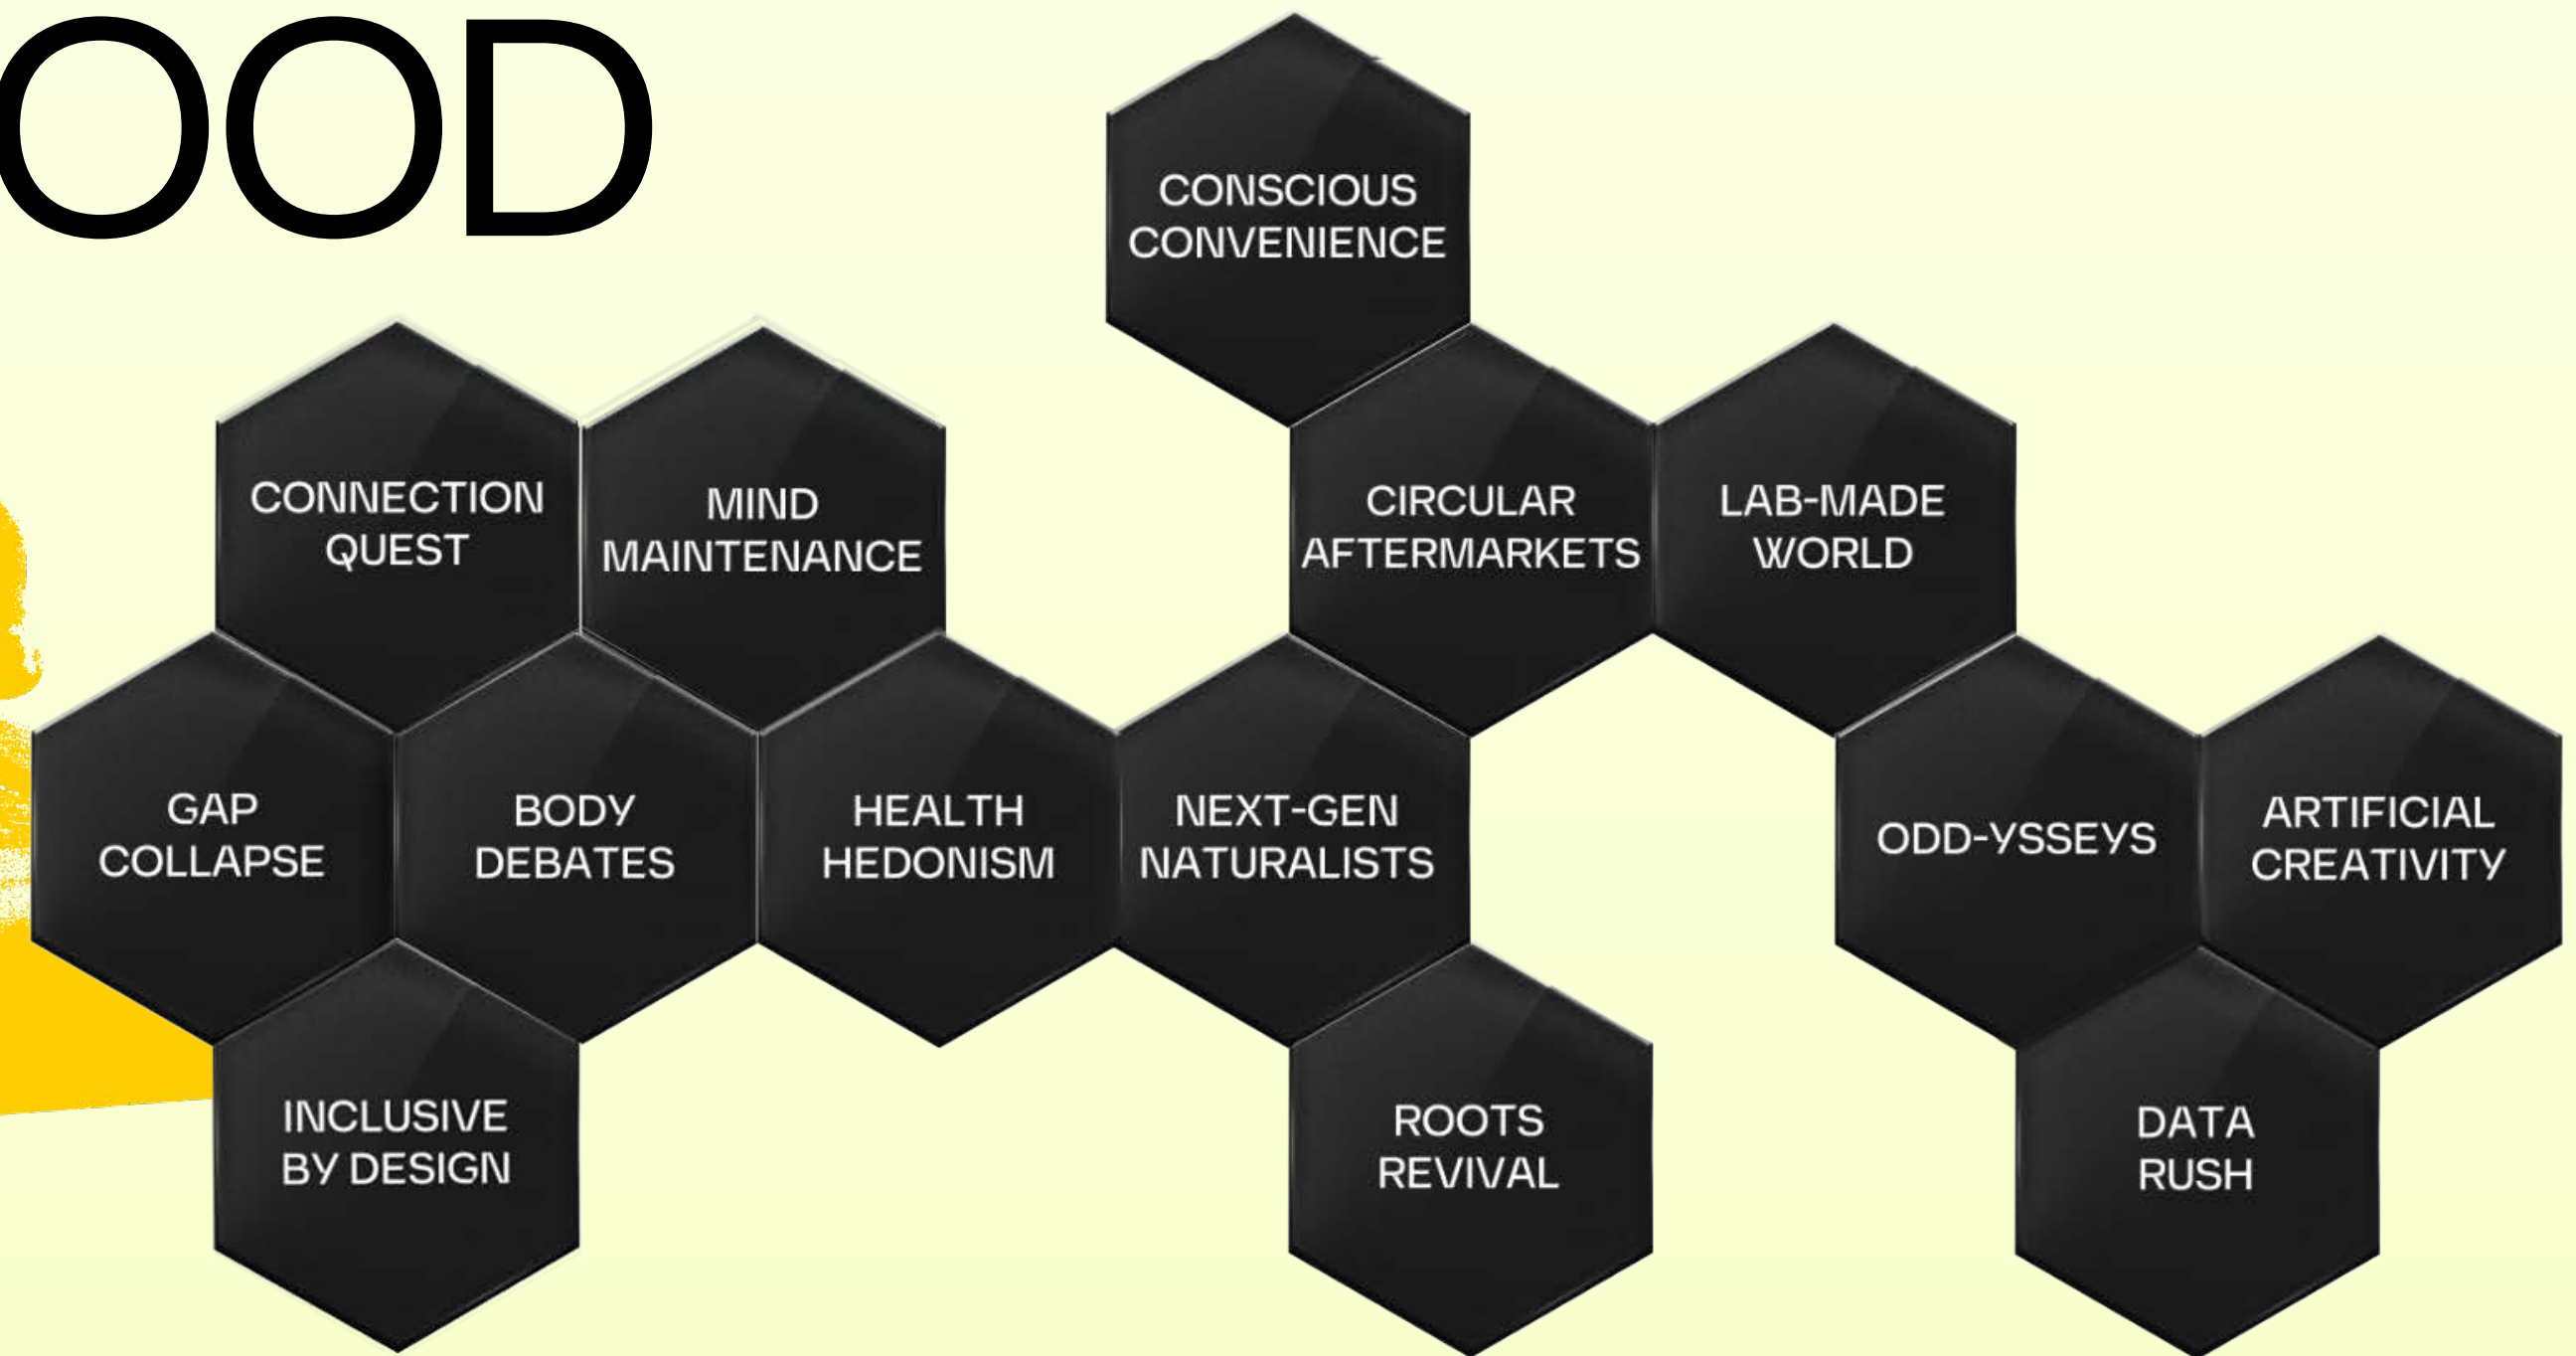 OOD
CONSCIOUS
CONVENIENCE
CONNECTION
QUEST
MIND
MAINTENANCE
CIRCULAR
AFTERMARKETS
LAB-MADE
WORLD
GAP
COLLAPSE
BODY
DEBATES
HEALTH
HEDONISM
NEXT-GEN
NATURALISTS
ODD-YSSEYS
ARTIFICIAL
CREATIVITY
INCLUSIVE
BY DESIGN
ROOTS
REVIVAL
DATA
RUSH